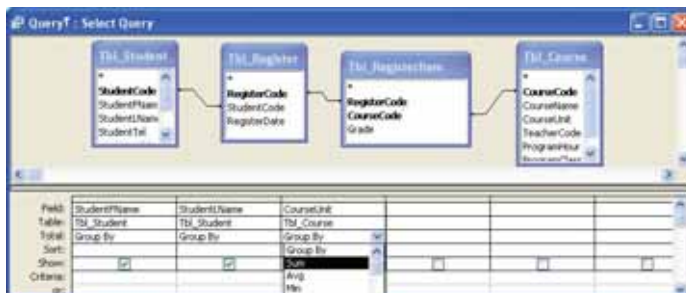 Query1 : Select Query
Tbl_Student
*
StudentCode
StudentFName
StudentLName
StudentTel
Tbl_Register
*
RegisterCode
StudentCode
RegisterDate
Tbl_RegisterItem
*
RegisterCode
CourseCode
Grade
Tbl_Course
*
CourseCode
CourseName
CourseUnit
TeacherCode
ProgramHour
ProgramClass
Field: StudentFName StudentLName CourseUnit
Table: Tbl_Student Tbl_Student Tbl_Course
Total: Group By Group By Group By
Sort: Group By
Show: Sum
Criteria: Avg
or: Min